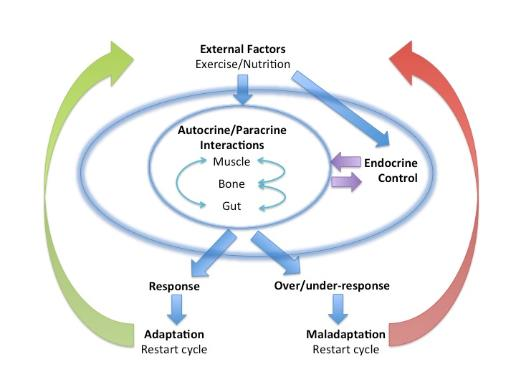 External Factors
Exercise/Nutrition
Autocrine/Paracrine
Interactions
Muscle
Bone
Gut
Endocrine
Control
Response
Over/under-response
Adaptation
Restart cycle
Maladaptation
Restart cycle